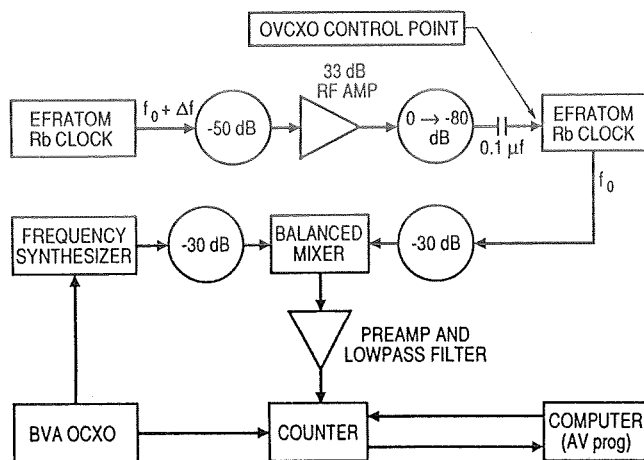 OVCXO CONTROL POINT
33 dB
RF AMP
EFRATOM
Rb CLOCK
f₀ + Δf
-50 dB
0 → -80
dB
0.1 µf
EFRATOM
Rb CLOCK
f₀
FREQUENCY
SYNTHESIZER
-30 dB
BALANCED
MIXER
-30 dB
PREAMP AND
LOWPASS FILTER
BVA OCXO
COUNTER
COMPUTER
(AV prog)